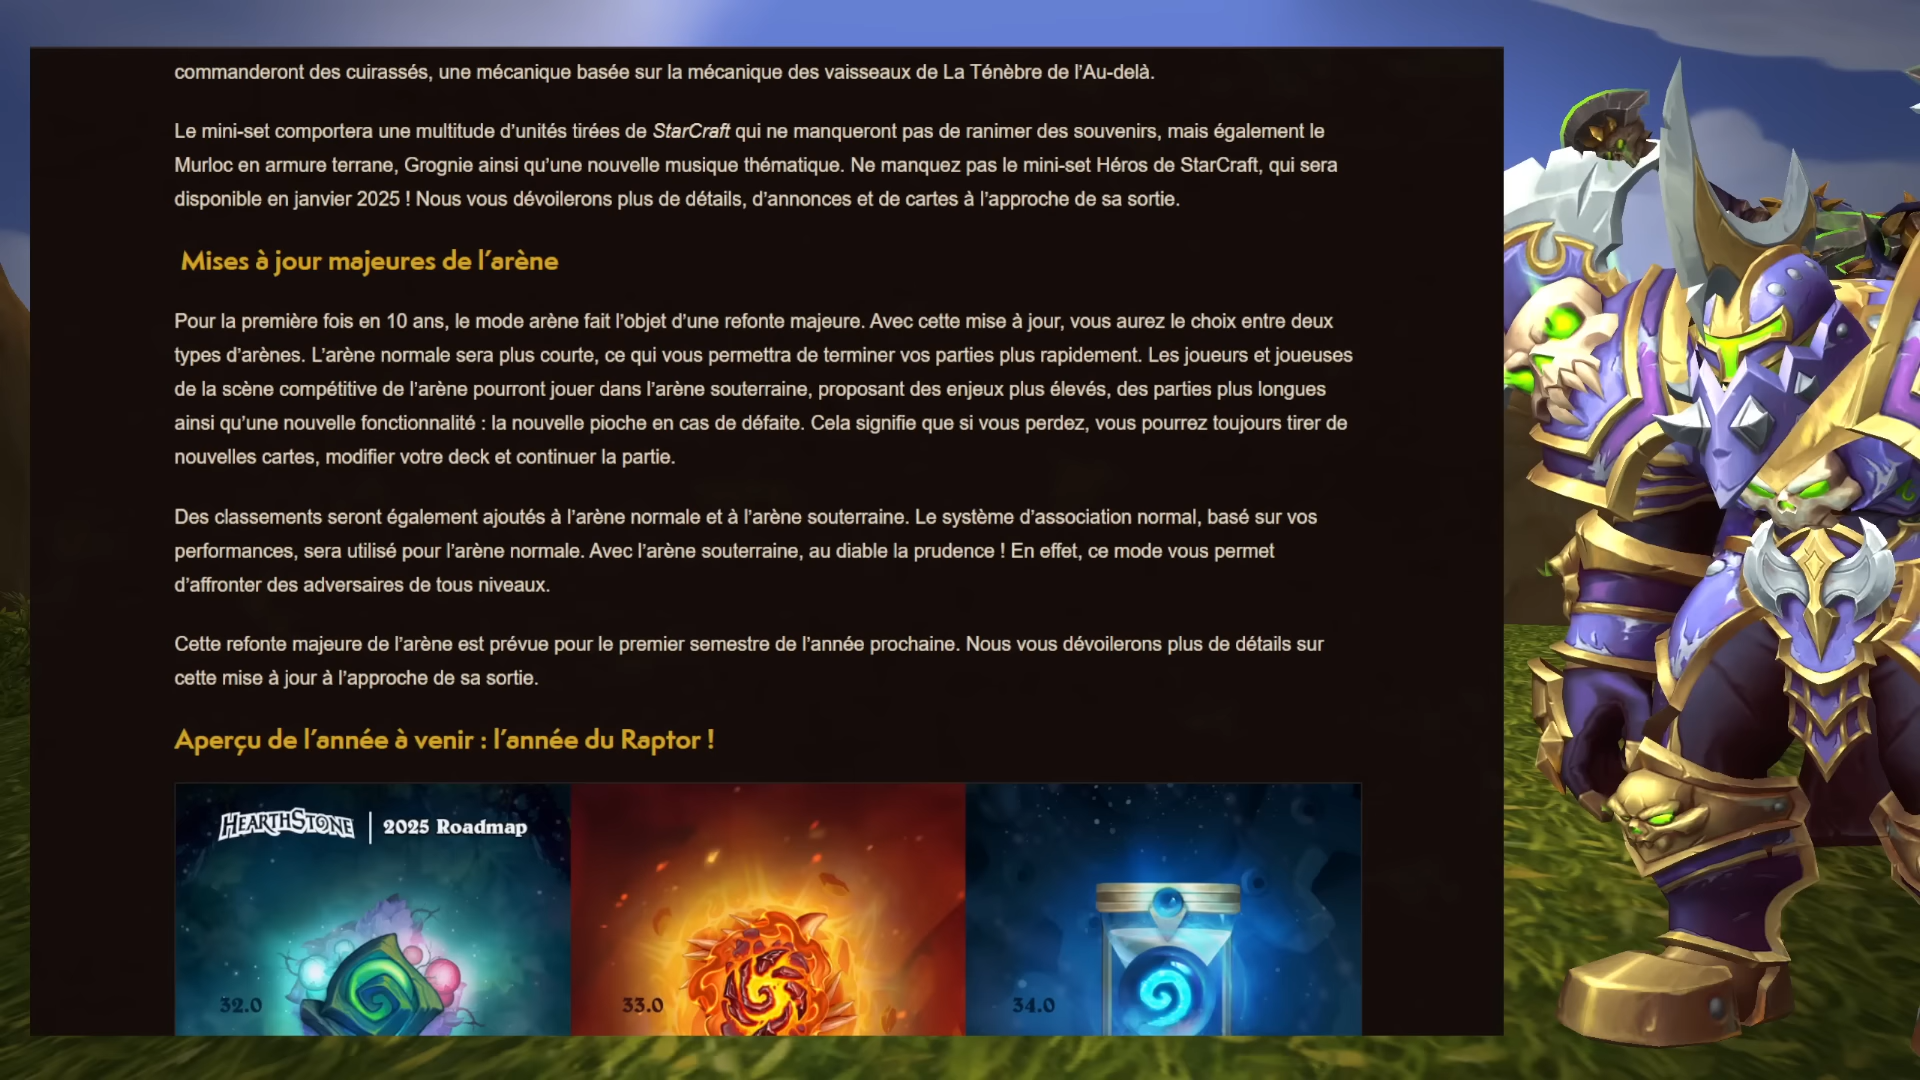 commanderont des cuirassés, une mécanique basée sur la mécanique des vaisseaux de La Ténèbre de l’Au-delà.
Le mini-set comportera une multitude d’unités tirées de StarCraft qui ne manqueront pas de ranimer des souvenirs, mais également le
Murloc en armure terrane, Grognie ainsi qu’une nouvelle musique thématique. Ne manquez pas le mini-set Héros de StarCraft, qui sera
disponible en janvier 2025 ! Nous vous dévoilerons plus de détails, d’annonces et de cartes à l’approche de sa sortie.
Mises à jour majeures de l’arène
Pour la première fois en 10 ans, le mode arène fait l’objet d’une refonte majeure. Avec cette mise à jour, vous aurez le choix entre deux
types d’arènes. L’arène normale sera plus courte, ce qui vous permettra de terminer vos parties plus rapidement. Les joueurs et joueuses
de la scène compétitive de l’arène pourront jouer dans l’arène souterraine, proposant des enjeux plus élevés, des parties plus longues
ainsi qu’une nouvelle fonctionnalité : la nouvelle pioche en cas de défaite. Cela signifie que si vous perdez, vous pourrez toujours tirer de
nouvelles cartes, modifier votre deck et continuer la partie.
Des classements seront également ajoutés à l’arène normale et à l’arène souterraine. Le système d’association normal, basé sur vos
performances, sera utilisé pour l’arène normale. Avec l’arène souterraine, au diable la prudence ! En effet, ce mode vous permet
d’affronter des adversaires de tous niveaux.
Cette refonte majeure de l’arène est prévue pour le premier semestre de l’année prochaine. Nous vous dévoilerons plus de détails sur
cette mise à jour à l’approche de sa sortie.
Aperçu de l’année à venir : l’année du Raptor !
HEARTHSTONE | 2025 Roadmap
32.0 33.0 34.0